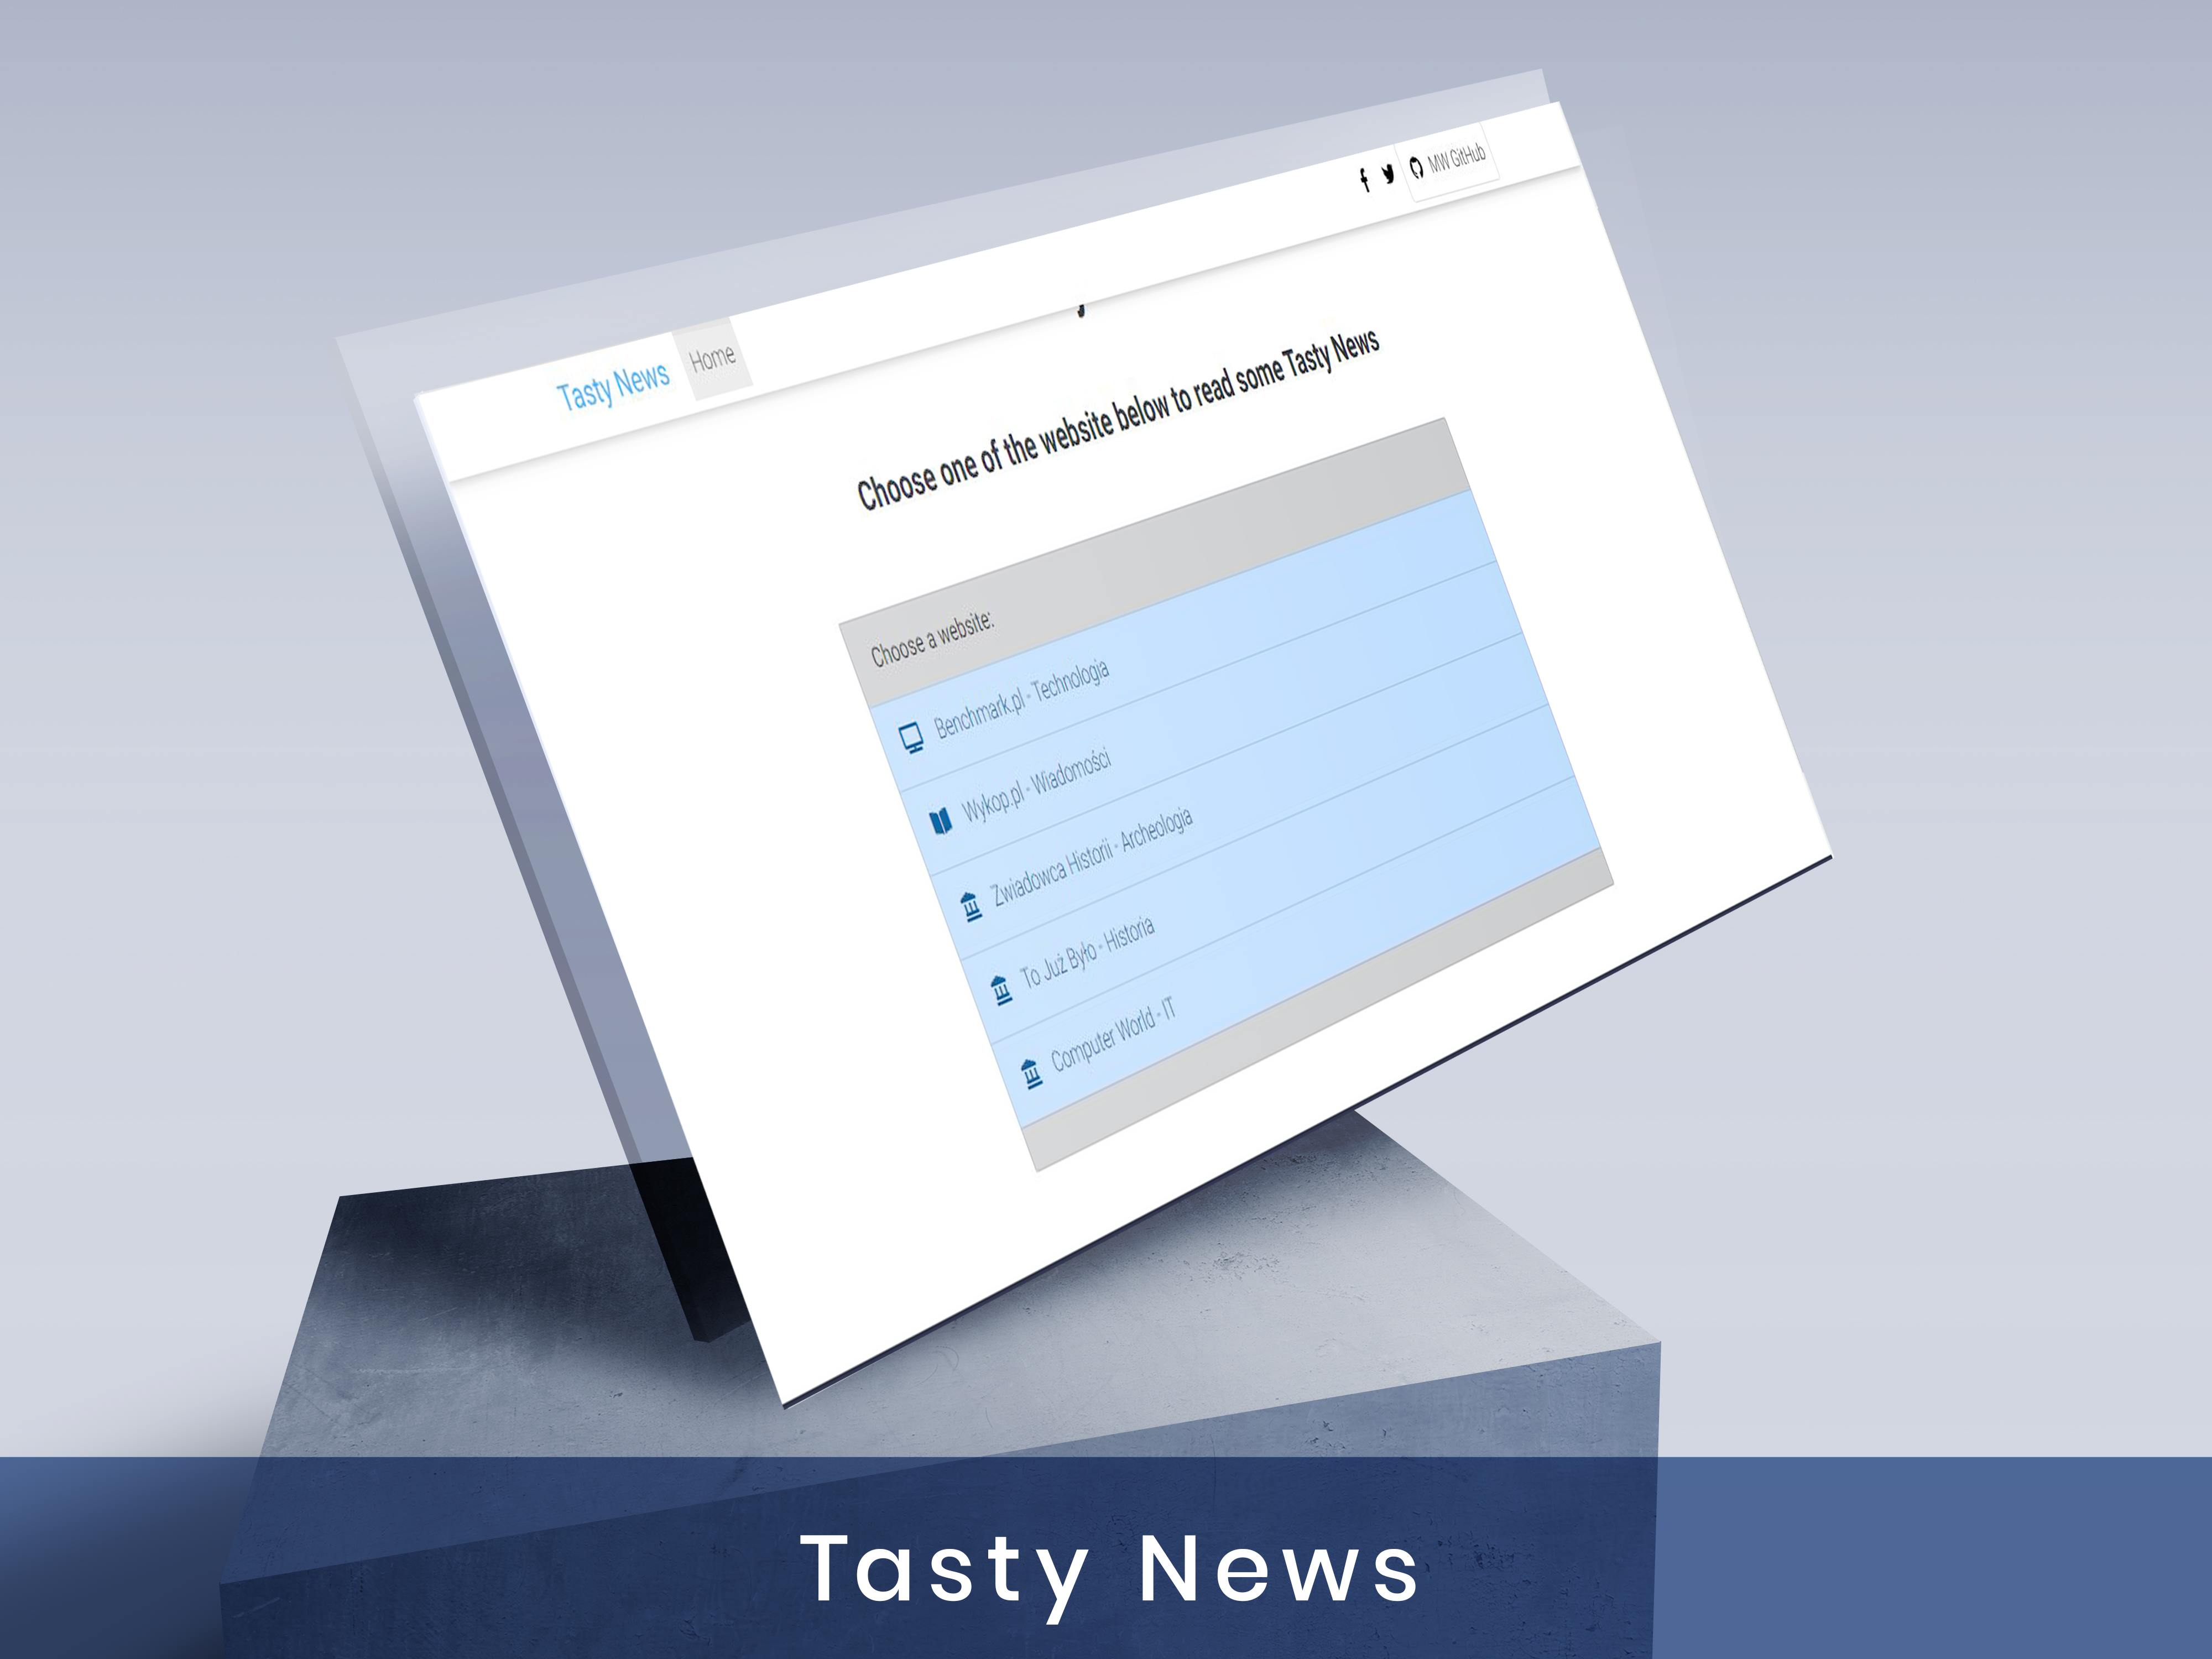 Tasty News
Home
MW GitHub
Choose one of the website below to read some Tasty News
Choose a website:
Benchmark.pl - Technologia
Wykop.pl - Wiadomości
Zwiadowca Historii - Archeologia
To Już Było - Historia
Computer World - IT
Tasty News